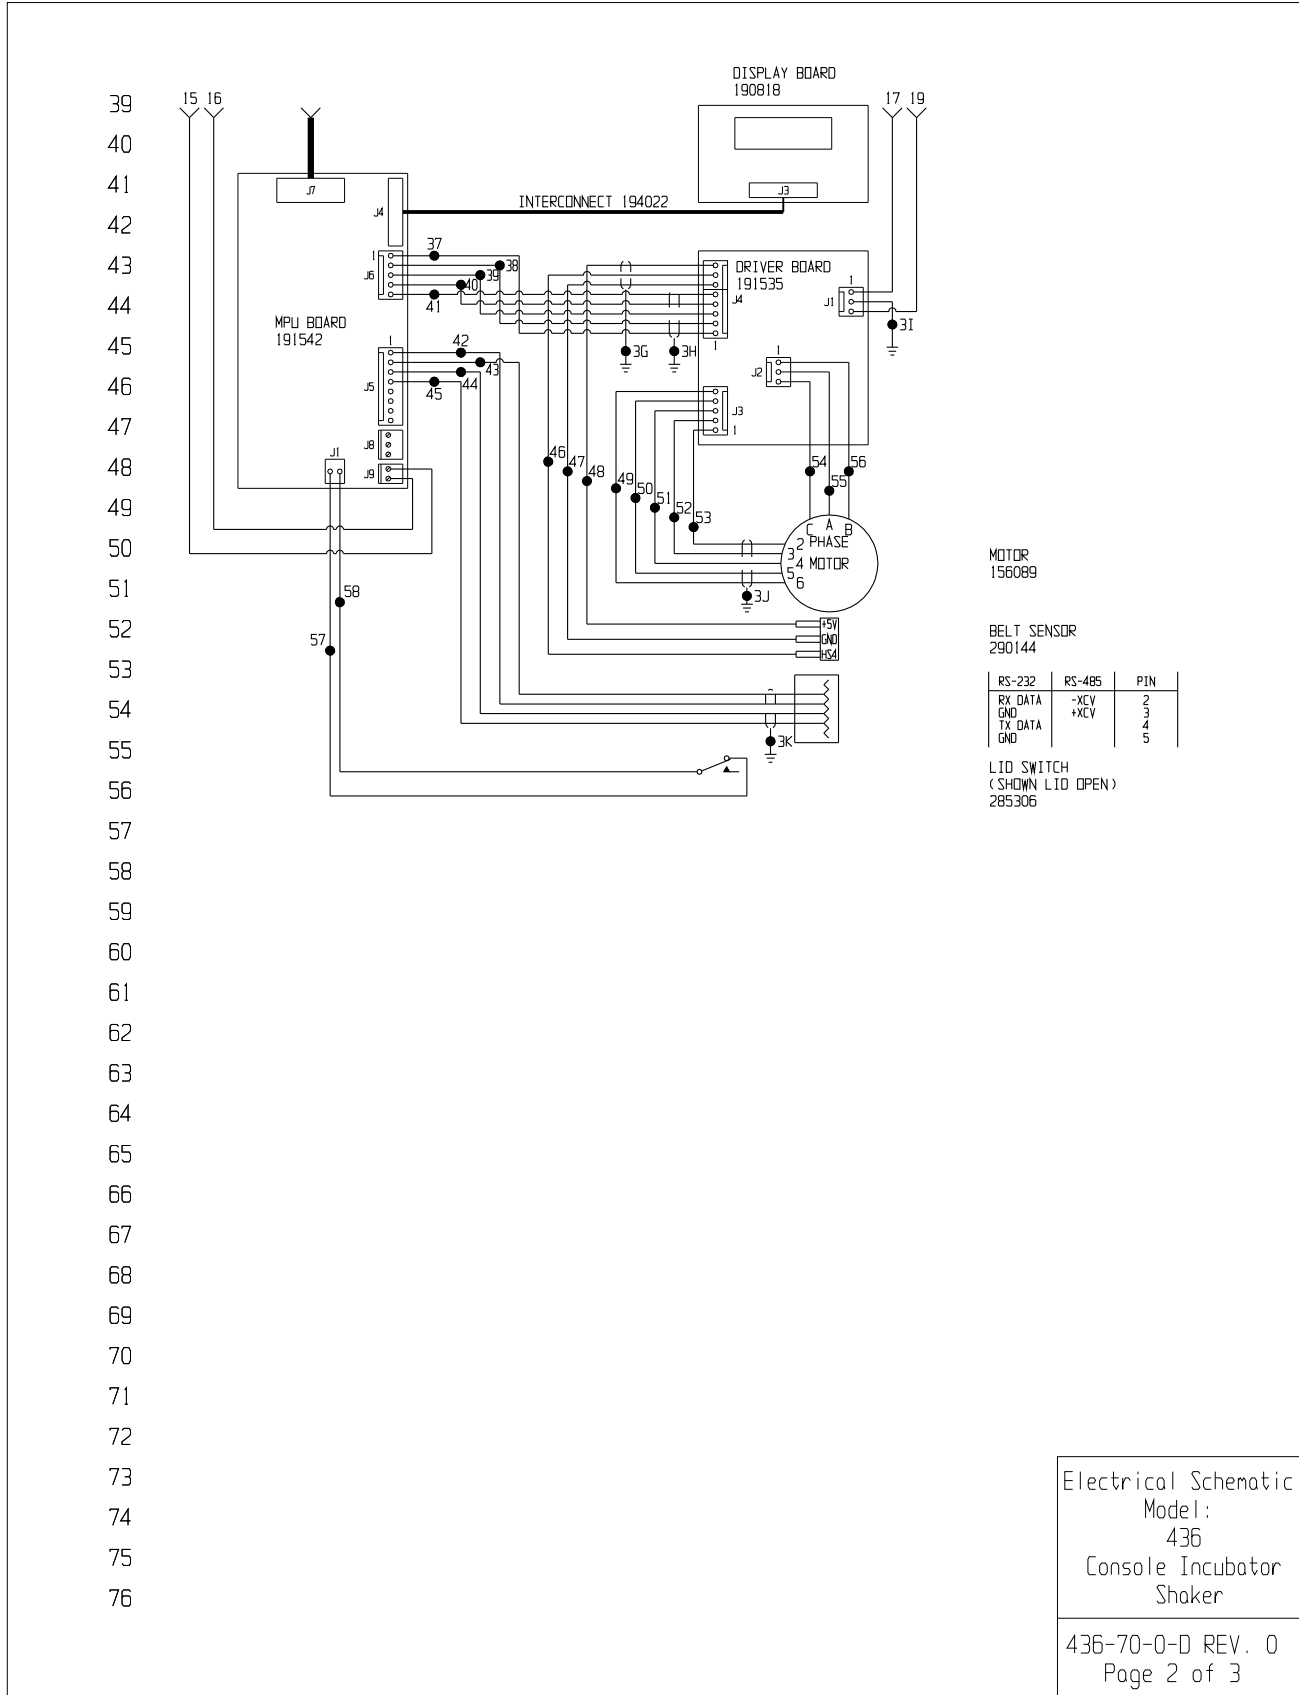 DISPLAY BOARD
190818
39
15 16
17 19
40
41
J7
J3
INTERCONNECT 194022
J4
42
37
43
1
38
DRIVER BOARD
191535
J6
39
40
1
44
41
J4
J1
MPU BOARD
191542
3I
45
1
42
3G
3H
1
1
43
J2
46
J5
44
45
47
J3
1
J8
J1
48
J9
46
47
48
54
56
49
50
55
49
51
52
53
C A B
50
2 PHASE
3
4 MOTOR
5
6
MOTOR
156089
51
58
3J
52
+5V
GND
HS4
57
BELT SENSOR
290144
53
RS-232 RS-485 PIN
RX DATA -XCV 2
GND +XCV 3
TX DATA 4
GND 5
54
3K
55
LID SWITCH
(SHOWN LID OPEN)
285306
56
57
58
59
60
61
62
63
64
65
66
67
68
69
70
71
72
73
74
75
76
Electrical Schematic
Model:
436
Console Incubator
Shaker
436-70-0-D REV. 0
Page 2 of 3